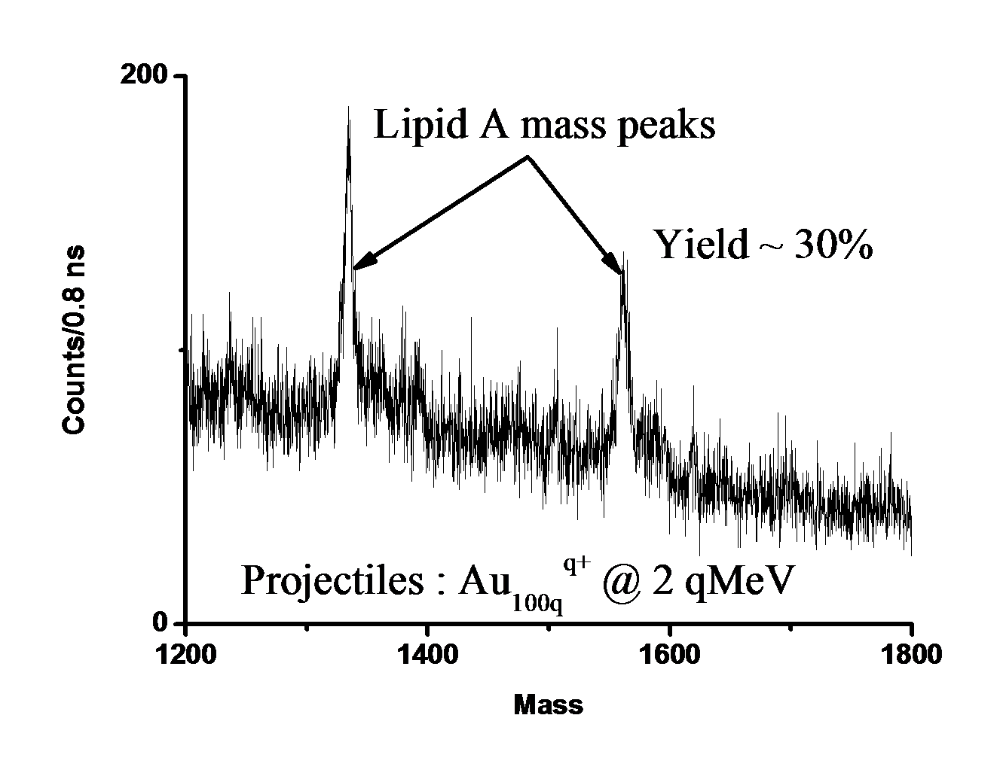 200
Lipid A mass peaks
Yield ~ 30%
Counts/0.8 ns
Projectiles : Au100q q+ @ 2 qMeV
0
1200 1400 1600 1800
Mass